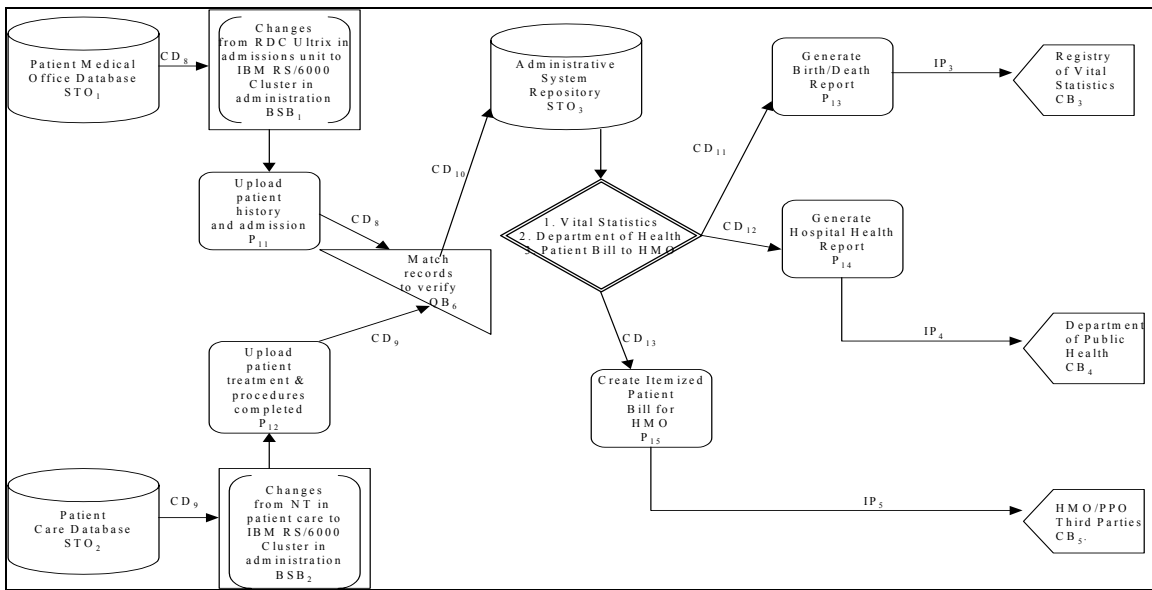 Patient Medical
Office Database
STO₁
CD₈
Changes
from RDC Ultrix in
admissions unit to
IBM RS/6000
Cluster in
administration
BSB₁
Upload
patient
history
and admission
P₁₁
CD₈
Match
records
to verify
QB₆
CD₉
Upload
patient
treatment &
procedures
completed
P₁₂
Patient
Care Database
STO₂
CD₉
Changes
from NT in
patient care to
IBM RS/6000
Cluster in
administration
BSB₂
CD₁₀
Administrative
System
Repository
STO₃
1. Vital Statistics
2. Department of Health
3. Patient Bill to HMO
CD₁₁
Generate
Birth/Death
Report
P₁₃
IP₃
Registry
of Vital
Statistics
CB₃
CD₁₂
Generate
Hospital Health
Report
P₁₄
IP₄
Department
of Public
Health
CB₄
CD₁₃
Create Itemized
Patient
Bill for
HMO
P₁₅
IP₅
HMO/PPO
Third Parties
CB₅.